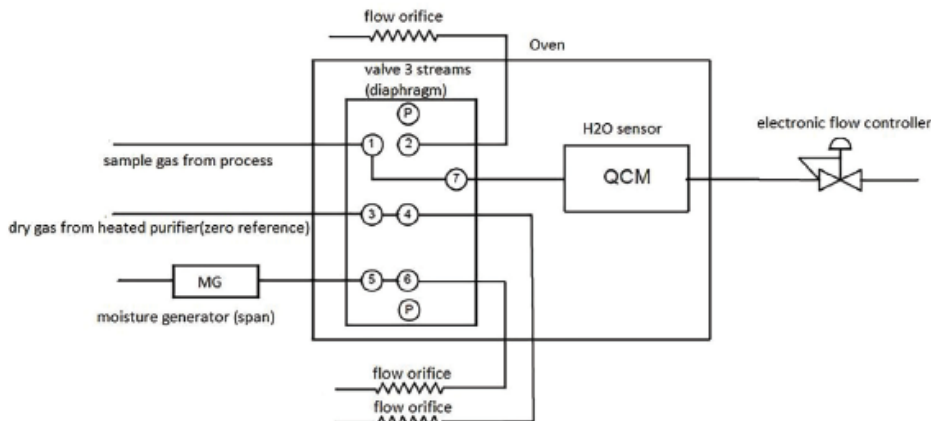 flow orifice
Oven
valve 3 streams
(diaphragm)
P
1
2
H2O sensor
electronic flow controller
sample gas from process
7
QCM
3
4
dry gas from heated purifier(zero reference)
MG
5
6
moisture generator (span)
P
flow orifice
flow orifice